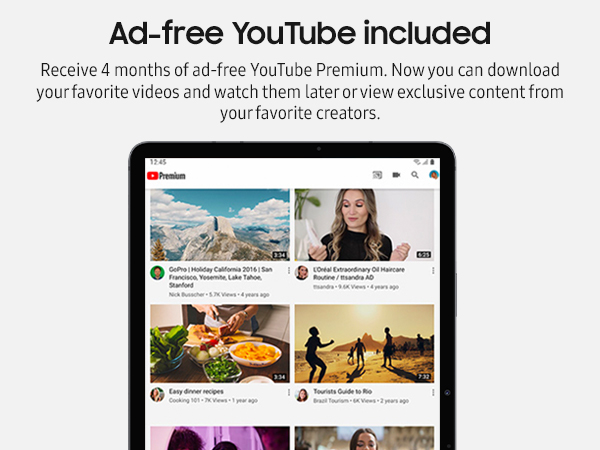 Ad-free YouTube included
Receive 4 months of ad-free YouTube Premium. Now you can download
your favorite videos and watch them later or view exclusive content from
your favorite creators.
12:45
Premium
3:34
6:25
GoPro | Holiday California 2016 | San
Francisco, Yosemite, Lake Tahoe,
Stanford
Nick Busscher • 5.7K Views • 4 years ago
L'Oréal Extraordinary Oil Haircare
Routine / ttsandra AD
ttsandra • 9.6K Views • 4 years ago
3:34
7:32
Easy dinner recipes
Cooking 101 • 7K Views • 1 year ago
Tourists Guide to Rio
Brazil Tourism • 6K Views • 2 years ago